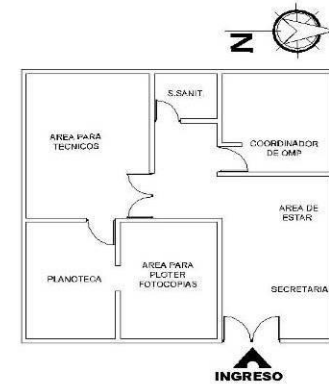 N
S.SANIT.
AREA PARA
TECNICOS
COORDINADOR
DE OMP
AREA DE
ESTAR
PLANOTECA
AREA PARA
PLOTER
FOTOCOPIAS
SECRETARIA
INGRESO